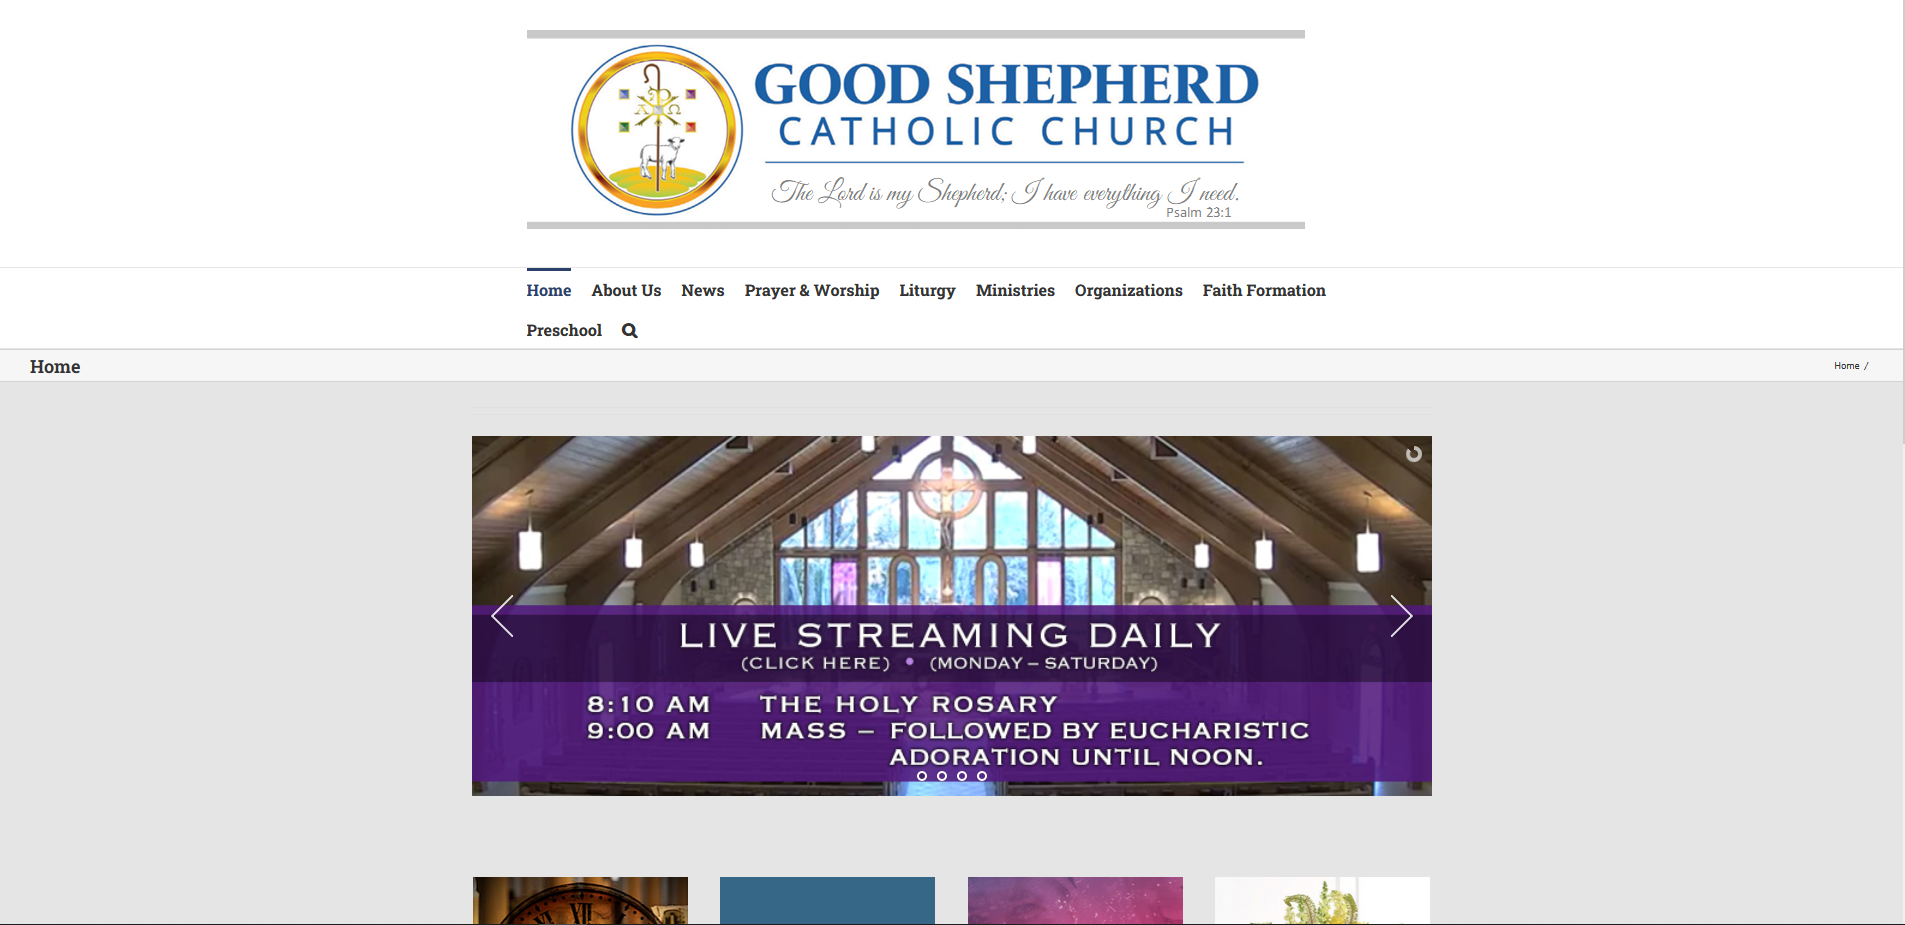 GOOD SHEPHERD
CATHOLIC CHURCH
The Lord is my Shepherd; I have everything I need.
Psalm 23:1
Home About Us News Prayer & Worship Liturgy Ministries Organizations Faith Formation
Preschool
Home
Home /
LIVE STREAMING DAILY
(CLICK HERE) • (MONDAY – SATURDAY)
8:10 AM THE HOLY ROSARY
9:00 AM MASS – FOLLOWED BY EUCHARISTIC
ADORATION UNTIL NOON.